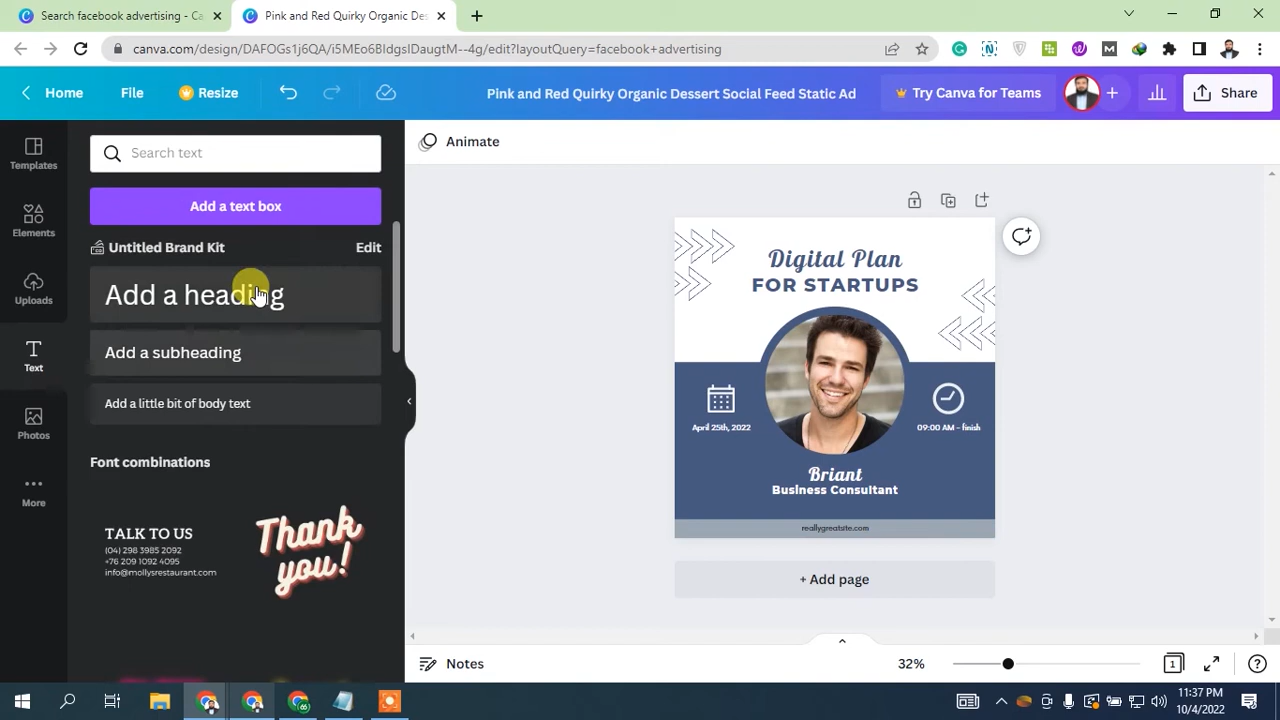 Search facebook advertising - Ca
Pink and Red Quirky Organic Des
canva.com/design/DAFOGs1j6QA/i5MEo6BldgsIDaugtM--4g/edit?layoutQuery=facebook+advertising
Home
File
Resize
Pink and Red Quirky Organic Dessert Social Feed Static Ad
Try Canva for Teams
Share
Templates
Elements
Uploads
Text
Photos
More
Search text
Add a text box
Untitled Brand Kit
Edit
Add a heading
Add a subheading
Add a little bit of body text
Font combinations
TALK TO US
(04) 298 3985 2092
+76 209 1092 4095
info@mollysrestaurant.com
Thank
you!
Animate
Digital Plan
FOR STARTUPS
April 25th, 2022
09:00 AM - finish
Briant
Business Consultant
reallygreatsite.com
+ Add page
Notes
32%
1
11:37 PM
10/4/2022